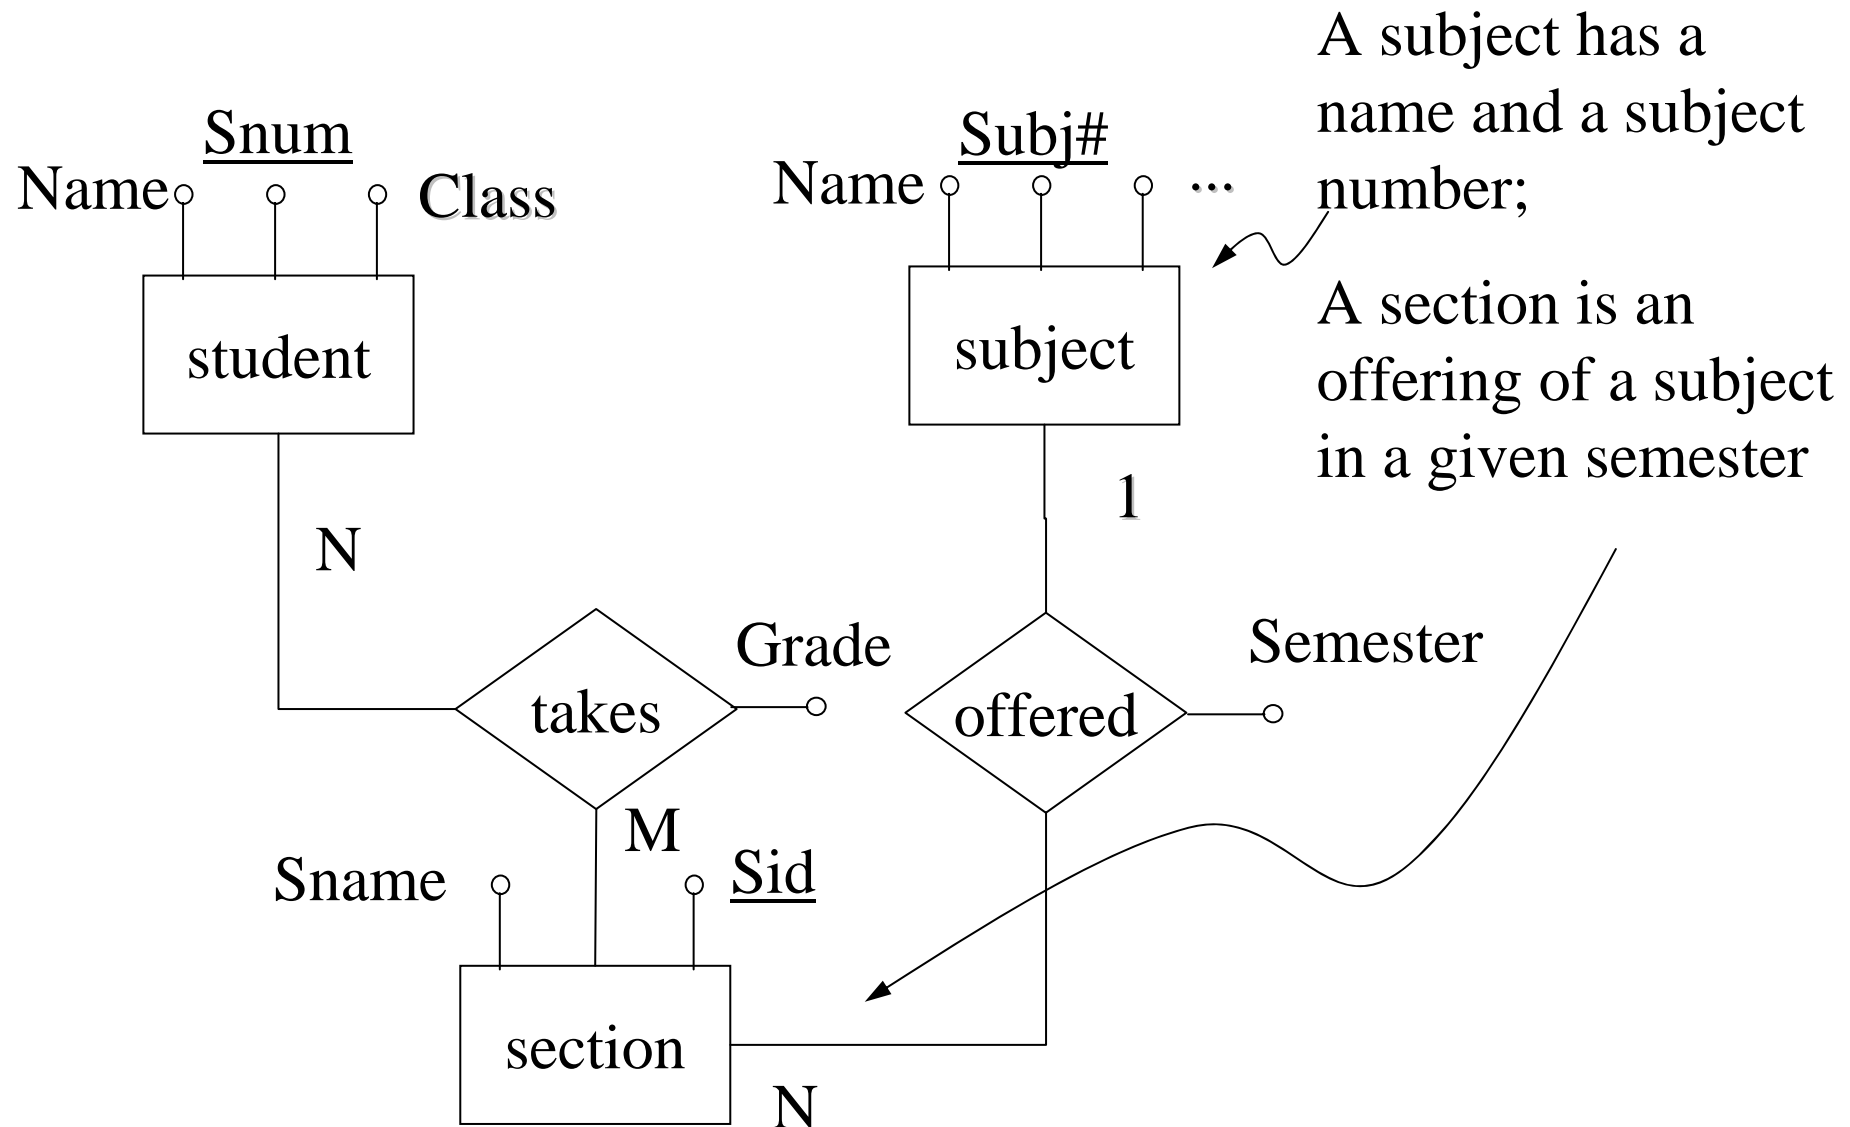 A subject has a
name and a subject
number;
Snum
Name
Class
Subj#
Name
...
student
subject
A section is an
offering of a subject
in a given semester
1
N
Grade
Semester
takes
offered
M
Sname
Sid
section
N